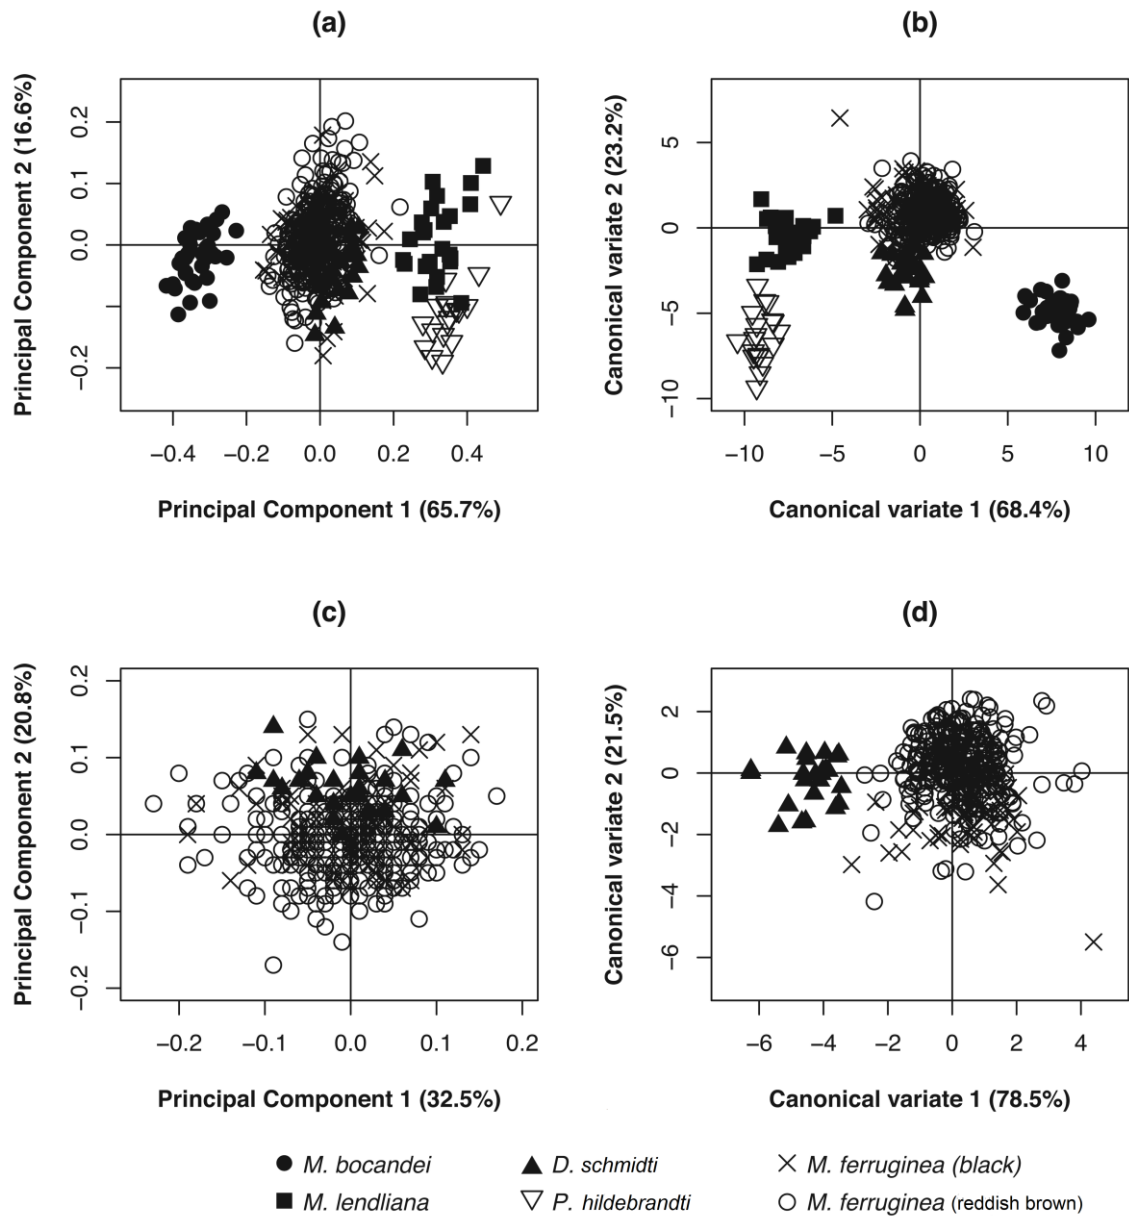 (a)
(b)
Principal Component 2 (16.6%)
0.2
0.1
0.0
−0.2
−0.4
−0.2
0.0
0.2
0.4
Principal Component 1 (65.7%)
Canonical variate 2 (23.2%)
5
0
−5
−10
−10
−5
0
5
10
Canonical variate 1 (68.4%)
(c)
(d)
Principal Component 2 (20.8%)
0.2
0.1
0.0
−0.1
−0.2
−0.2
−0.1
0.0
0.1
0.2
Principal Component 1 (32.5%)
Canonical variate 2 (21.5%)
2
0
−2
−4
−6
−6
−4
−2
0
2
4
Canonical variate 1 (78.5%)
M. bocandei
D. schmidti
M. ferruginea (black)
M. lendliana
P. hildebrandti
M. ferruginea (reddish brown)